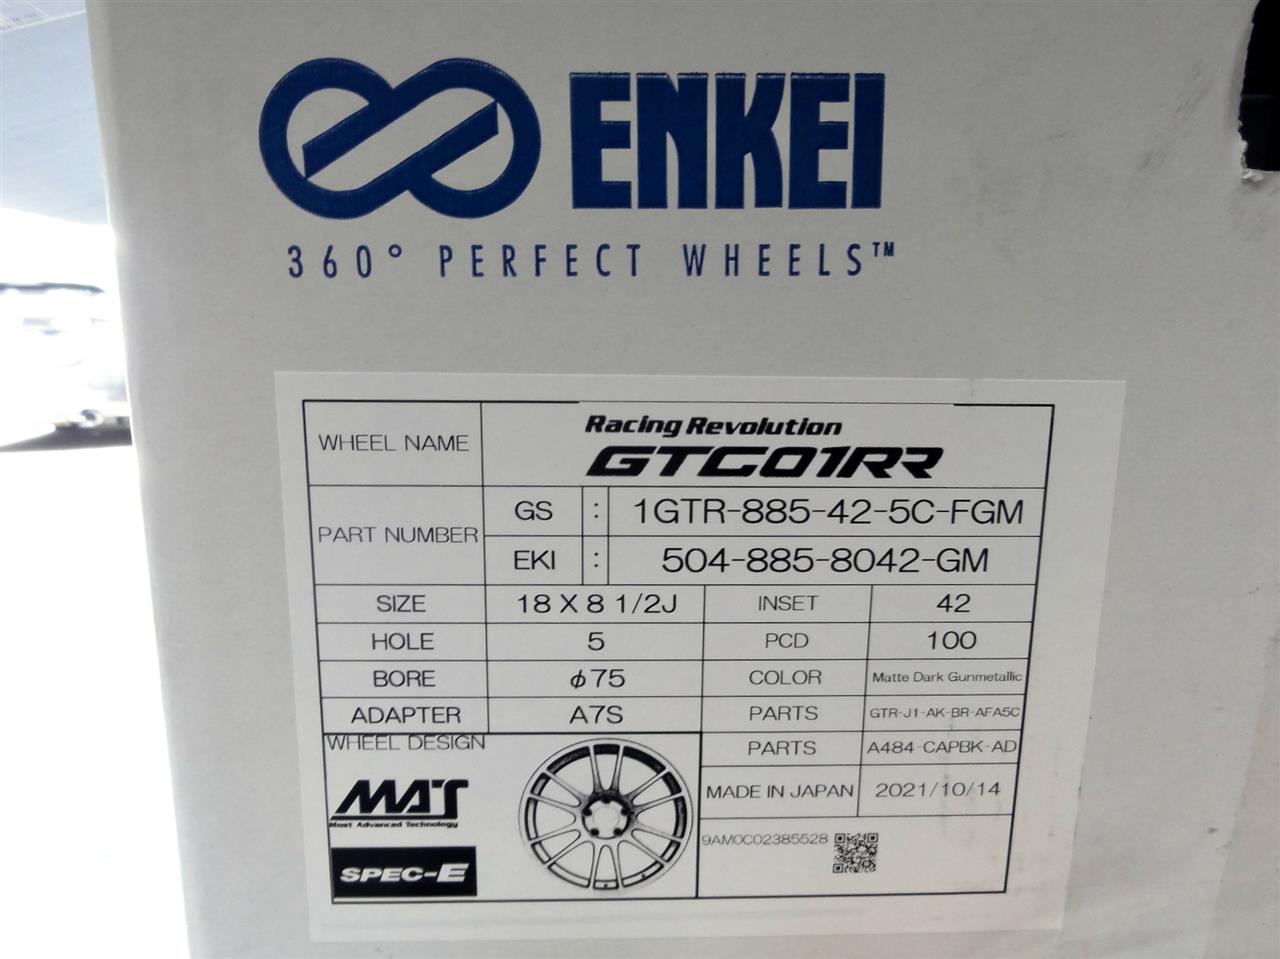 ENKEI
360° PERFECT WHEELS™
WHEEL NAME
Racing Revolution
GTC01RR
PART NUMBER
GS : 1GTR-885-42-5C-FGM
EKI : 504-885-8042-GM
SIZE 18 X 8 1/2J INSET 42
HOLE 5 PCD 100
BORE φ75 COLOR Matte Dark Gunmetallic
ADAPTER A7S PARTS GTR-J1-AK-BR-AFA5C
WHEEL DESIGN PARTS A484-CAPBK-AD
MADE IN JAPAN 2021/10/14
MAT
Most Advanced Technology
9AM0C02385528
SPEC-E